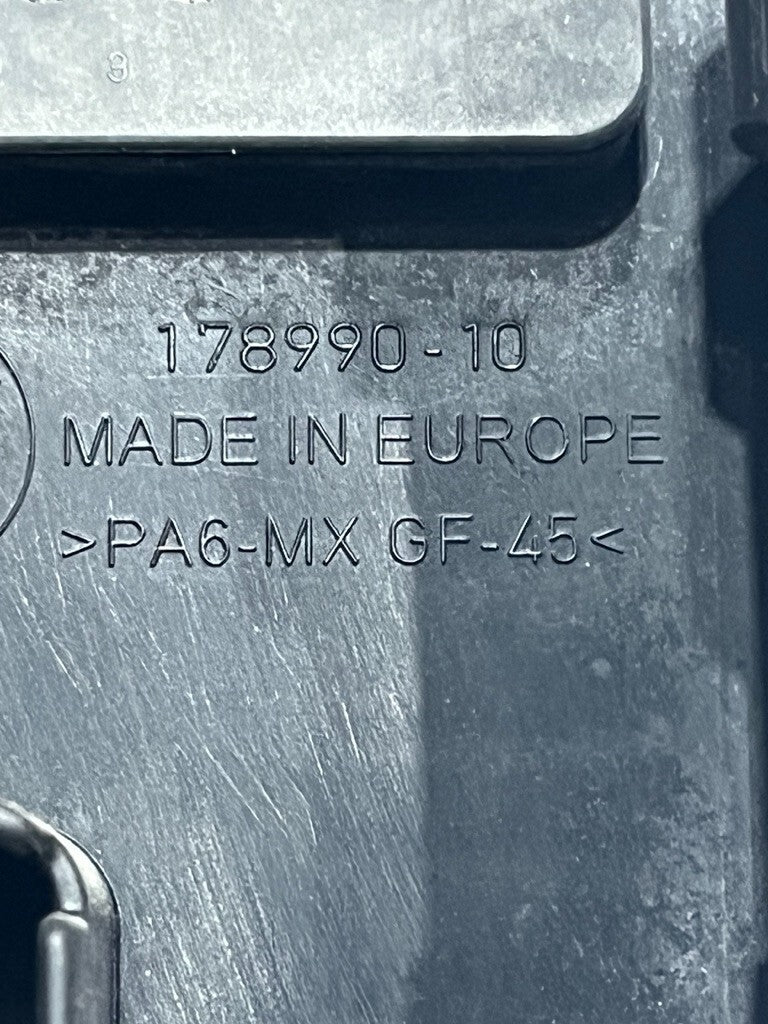 178990-10
MADE IN EUROPE
>PA6-MX GF-45<